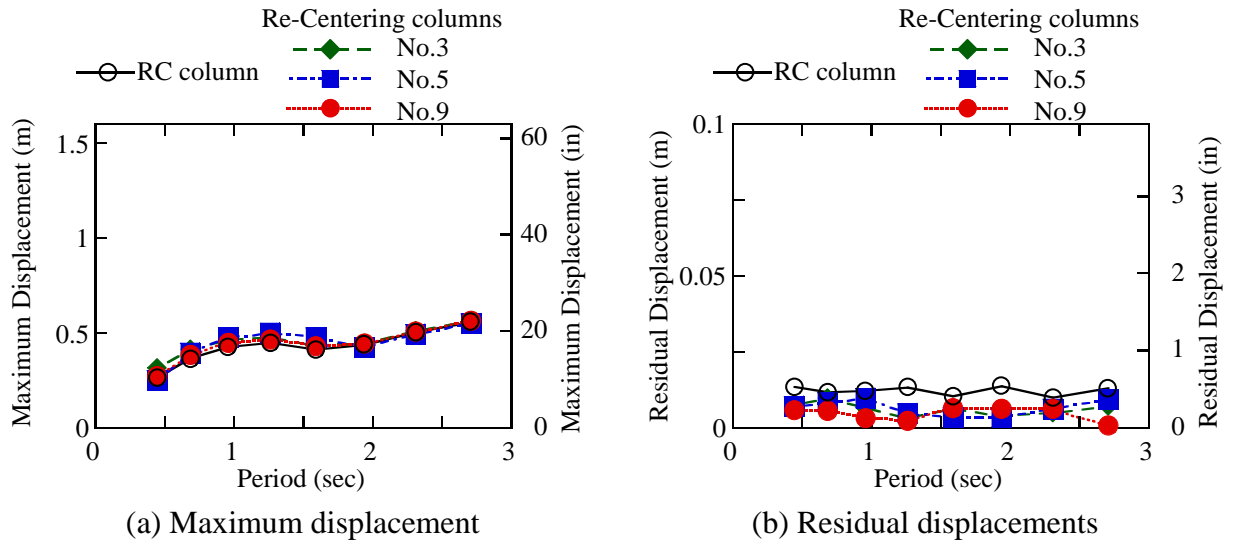 Re-Centering columns
No.3
RC column
No.5
No.9
Maximum Displacement (m)
1.5
1
0.5
0
60
40
20
0
Maximum Displacement (in)
0
1
2
3
Period (sec)
(a) Maximum displacement
Re-Centering columns
No.3
RC column
No.5
No.9
Residual Displacement (m)
0.1
0.05
0
3
2
1
0
Residual Displacement (in)
0
1
2
3
Period (sec)
(b) Residual displacements